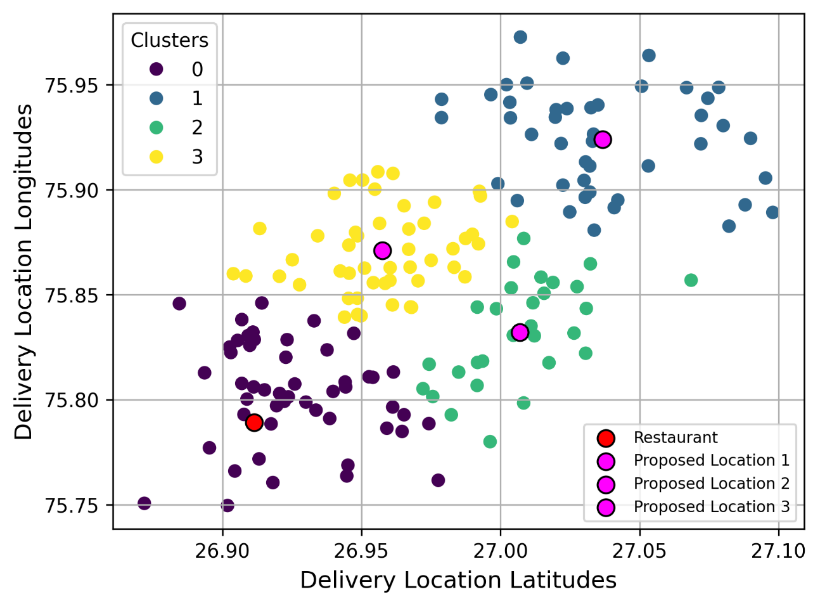 Clusters
0
1
2
3
75.95
75.90
75.85
75.80
75.75
Delivery Location Longitudes
Restaurant
Proposed Location 1
Proposed Location 2
Proposed Location 3
26.90 26.95 27.00 27.05 27.10
Delivery Location Latitudes